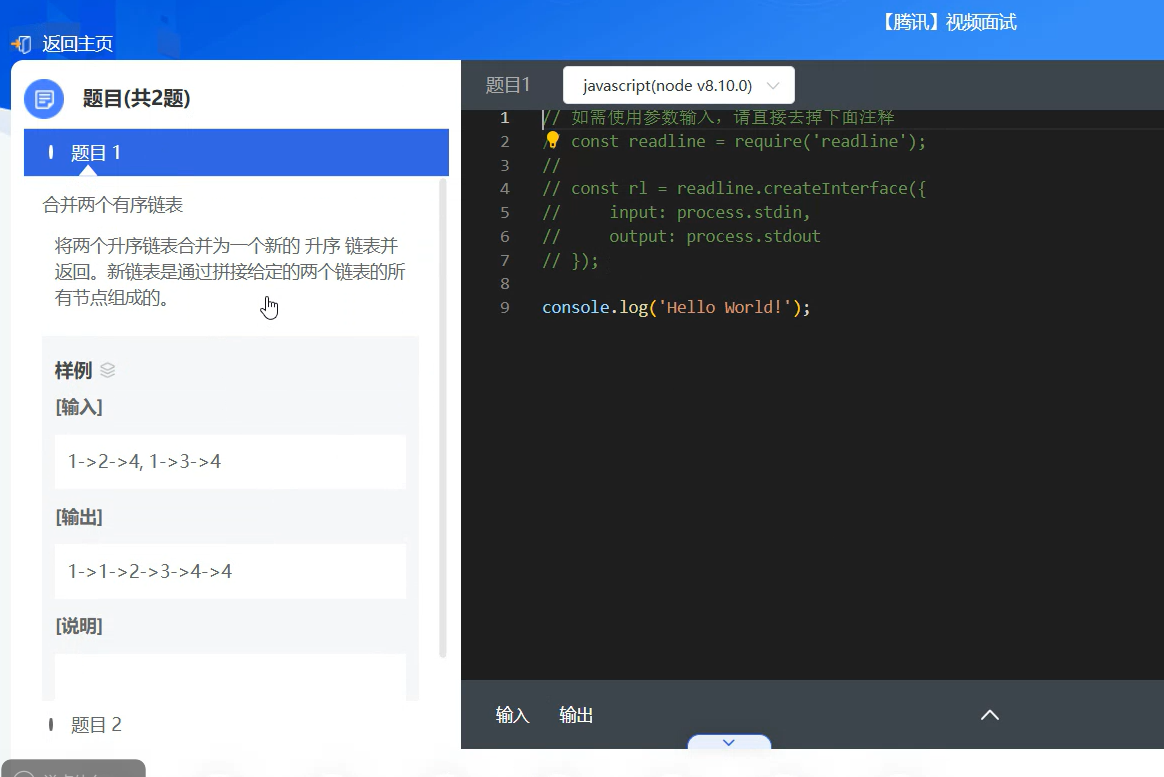 【腾讯】视频面试
返回主页
题目(共2题)
题目 1
合并两个有序链表
将两个升序链表合并为一个新的 升序 链表并
返回。新链表是通过拼接给定的两个链表的所
有节点组成的。
样例
[输入]
1->2->4, 1->3->4
[输出]
1->1->2->3->4->4
[说明]
题目 2
题目1
javascript(node v8.10.0)
1 // 如需使用参数输入，请直接去掉下面注释
2 // const readline = require('readline');
3 //
4 // const rl = readline.createInterface({
5 //     input: process.stdin,
6 //     output: process.stdout
7 // });
8
9 console.log('Hello World!');
输入 输出